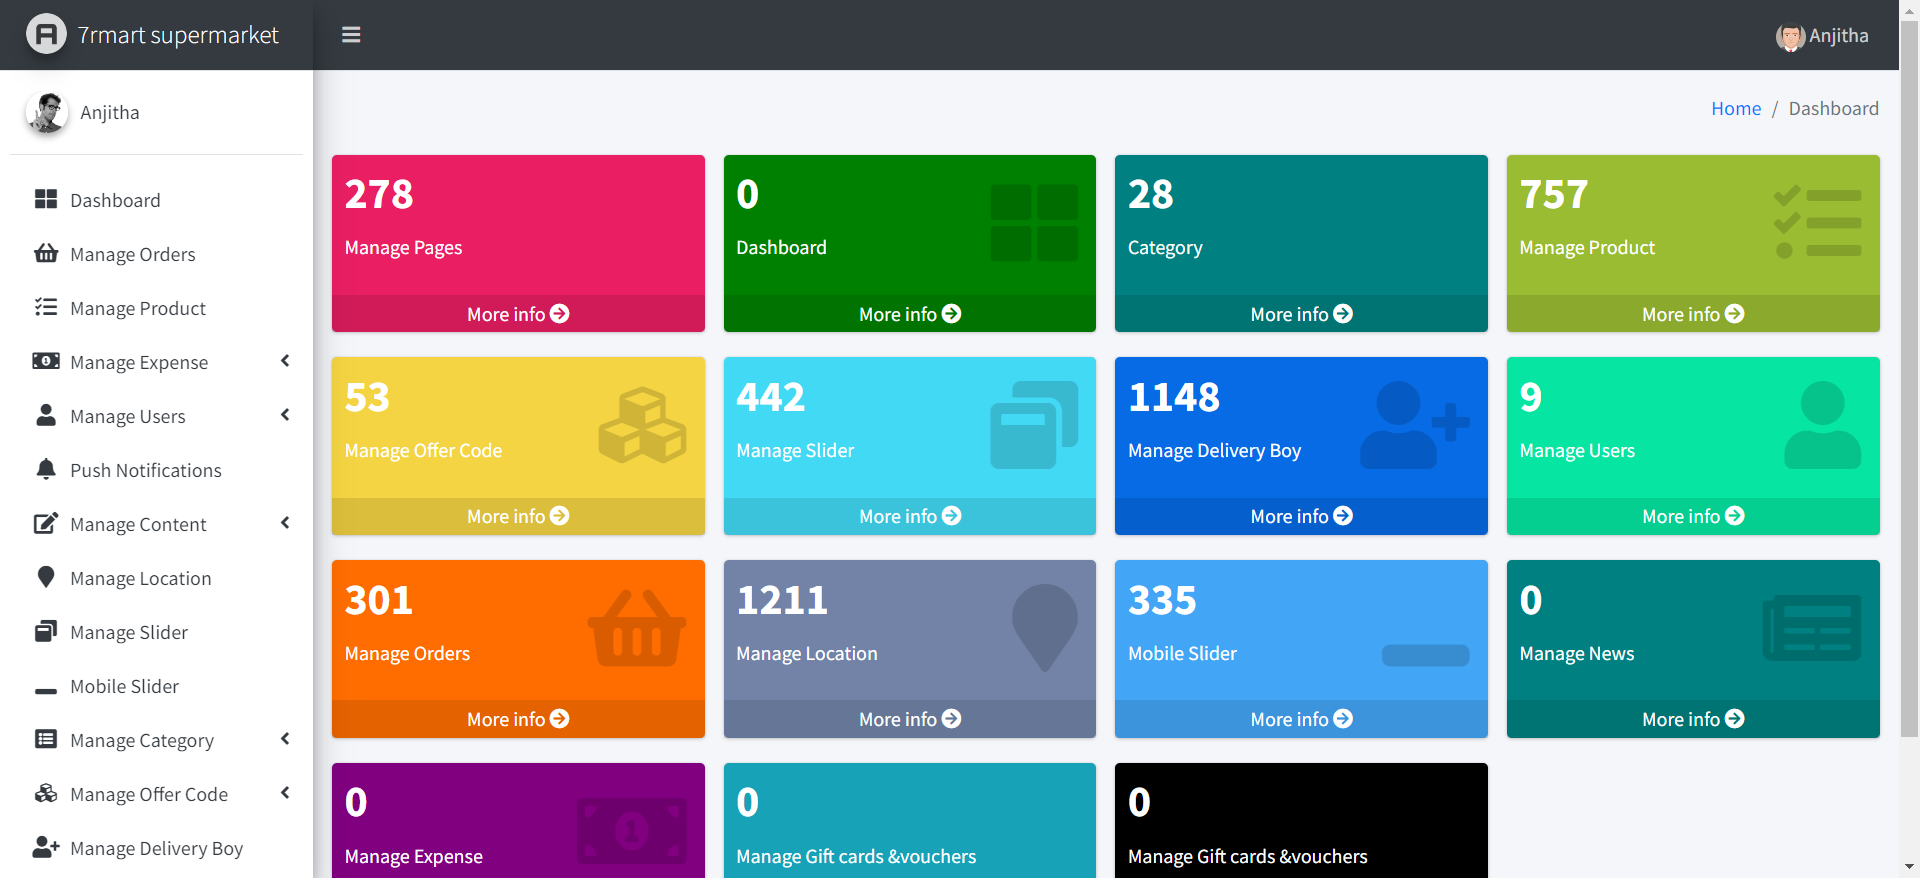 7rmart supermarket
Anjitha
Anjitha
Home / Dashboard
Dashboard
Manage Orders
Manage Product
Manage Expense
Manage Users
Push Notifications
Manage Content
Manage Location
Manage Slider
Mobile Slider
Manage Category
Manage Offer Code
Manage Delivery Boy
278
Manage Pages
More info
0
Dashboard
More info
28
Category
More info
757
Manage Product
More info
53
Manage Offer Code
More info
442
Manage Slider
More info
1148
Manage Delivery Boy
More info
9
Manage Users
More info
301
Manage Orders
More info
1211
Manage Location
More info
335
Mobile Slider
More info
0
Manage News
More info
0
Manage Expense
0
Manage Gift cards &vouchers
0
Manage Gift cards &vouchers